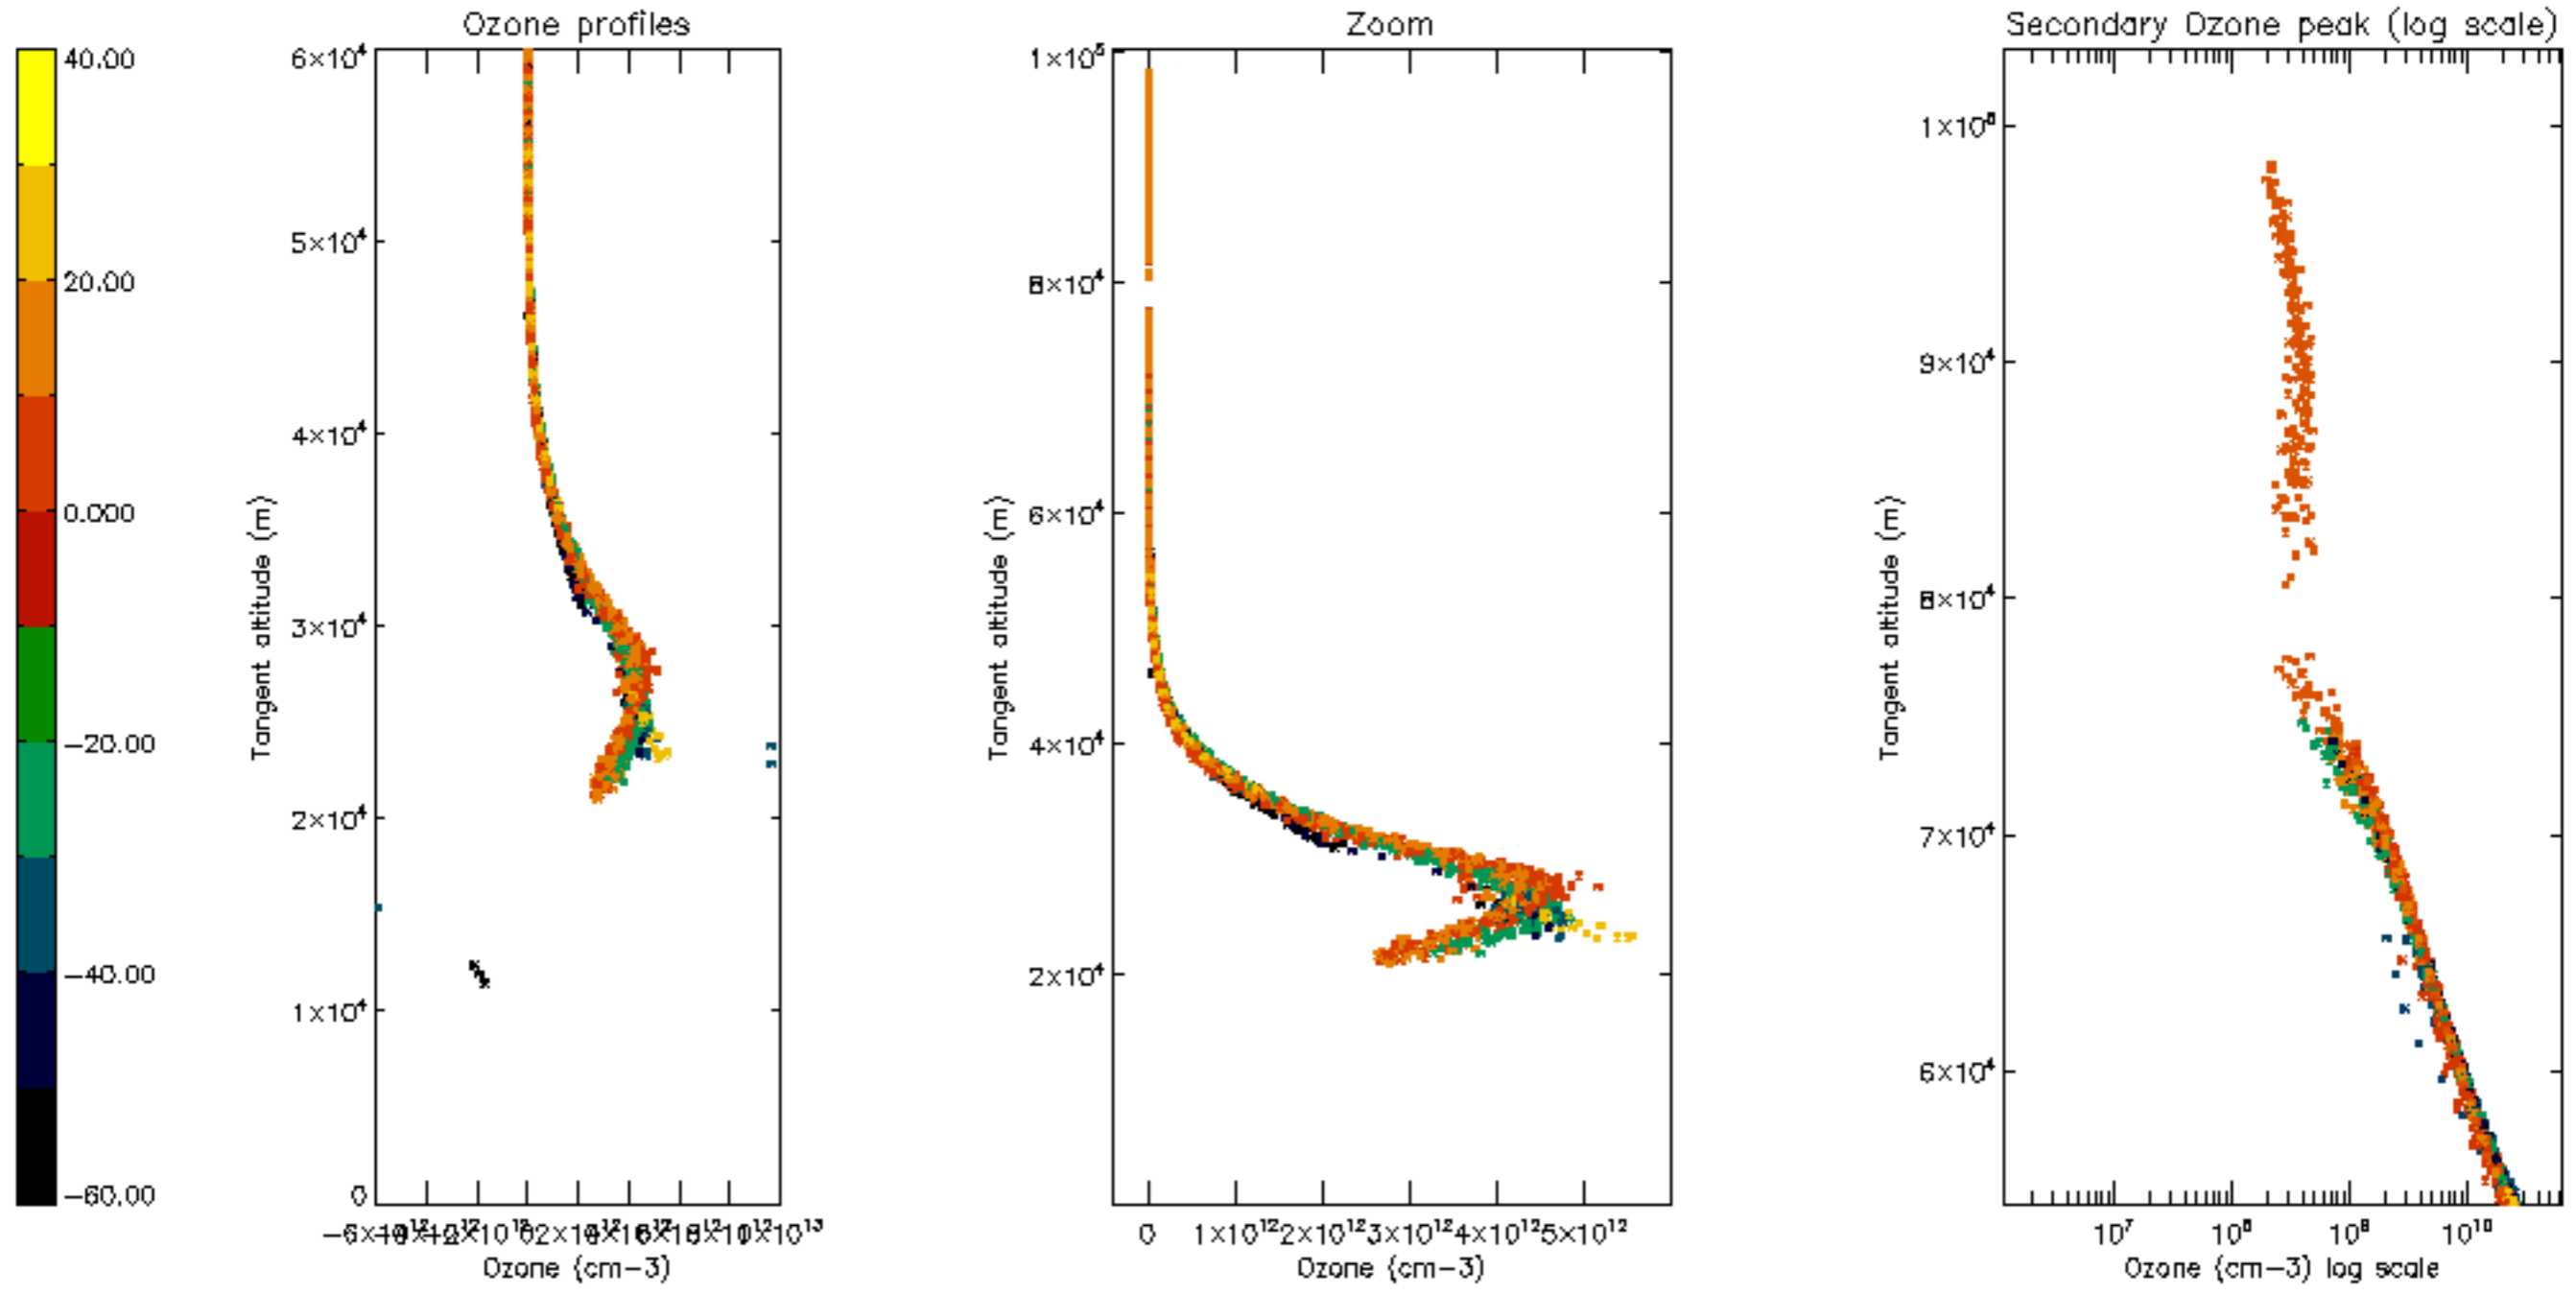 Ozone profiles
Zoom
Secondary Ozone peak (log scale)
40.00
20.00
0.000
-20.00
-40.00
-60.00
6×10⁴
5×10⁴
4×10⁴
3×10⁴
2×10⁴
1×10⁴
0
Tangent altitude (m)
Ozone (cm-3)
1×10⁵
8×10⁴
6×10⁴
4×10⁴
2×10⁴
Tangent altitude (m)
0 1×10¹² 2×10¹² 3×10¹² 4×10¹² 5×10¹²
Ozone (cm-3)
1×10⁵
9×10⁴
8×10⁴
7×10⁴
6×10⁴
Tangent altitude (m)
10⁷ 10⁸ 10⁹ 10¹⁰
Ozone (cm-3) log scale